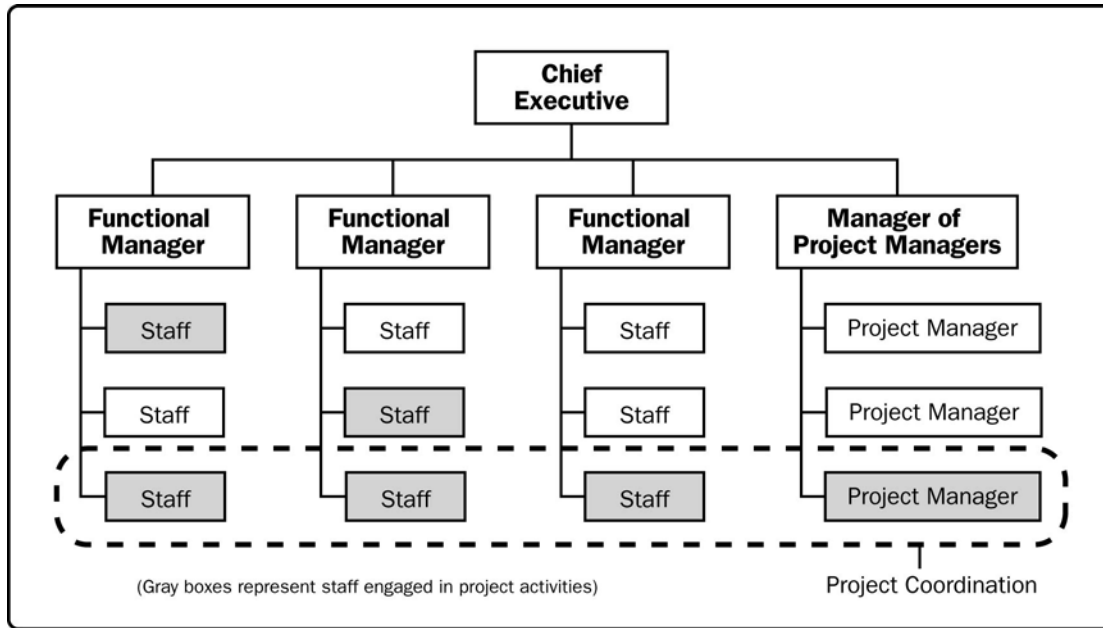 Chief
Executive
Functional
Manager
Functional
Manager
Functional
Manager
Manager of
Project Managers
Staff
Staff
Staff
Project Manager
Staff
Staff
Staff
Project Manager
Staff
Staff
Staff
Project Manager
(Gray boxes represent staff engaged in project activities)
Project Coordination